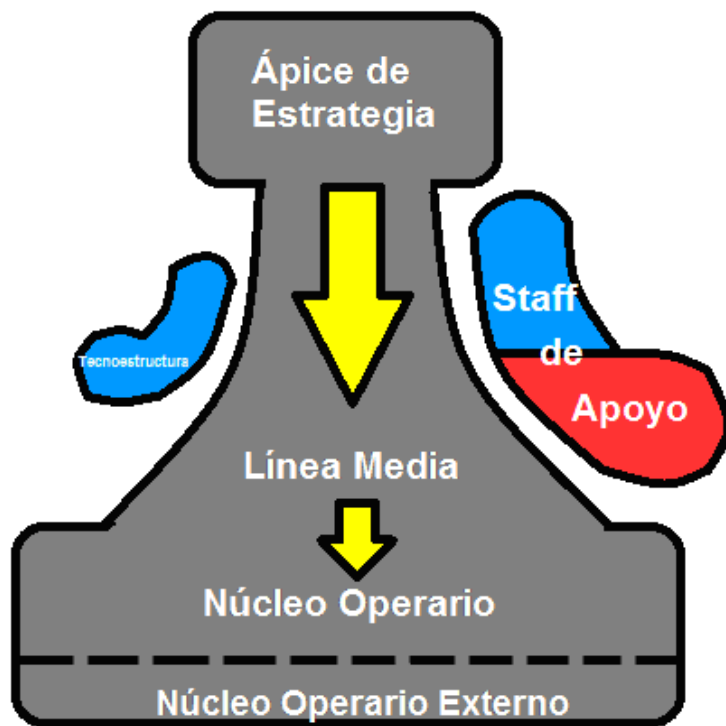 Ápice de
Estrategia
Tecnoestructura
Staff
de
Apoyo
Línea Media
Núcleo Operario
Núcleo Operario Externo